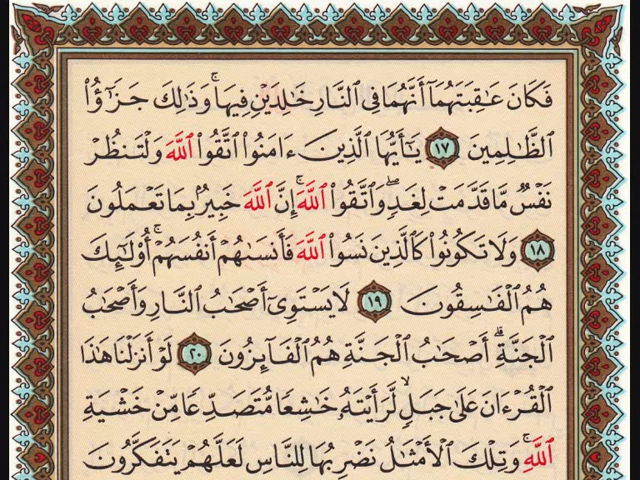 فَكَانَ عَٰقِبَتَهُمَآ أَنَّهُمَا فِي ٱلنَّارِ خَٰلِدَيْنِ فِيهَاۚ وَذَٰلِكَ جَزَٰٓؤُاْ
ٱلظَّٰلِمِينَ ١٧ يَٰٓأَيُّهَا ٱلَّذِينَ ءَامَنُواْ ٱتَّقُواْ ٱللَّهَ وَلْتَنظُرْ
نَفْسٌ مَّا قَدَّمَتْ لِغَدٍۖ وَٱتَّقُواْ ٱللَّهَۚ إِنَّ ٱللَّهَ خَبِيرٌۢ بِمَا تَعْمَلُونَ
١٨ وَلَا تَكُونُواْ كَٱلَّذِينَ نَسُواْ ٱللَّهَ فَأَنسَىٰهُمْ أَنفُسَهُمْۚ أُوْلَٰٓئِكَ
هُمُ ٱلْفَٰسِقُونَ ١٩ لَا يَسْتَوِيٓ أَصْحَٰبُ ٱلنَّارِ وَأَصْحَٰبُ
ٱلْجَنَّةِۚ أَصْحَٰبُ ٱلْجَنَّةِ هُمُ ٱلْفَآئِزُونَ ٢٠ لَوْ أَنزَلْنَا هَٰذَا
ٱلْقُرْءَانَ عَلَىٰ جَبَلٍ لَّرَأَيْتَهُۥ خَٰشِعًا مُّتَصَدِّعًا مِّنْ خَشْيَةِ
ٱللَّهِۚ وَتِلْكَ ٱلْأَمْثَٰلُ نَضْرِبُهَا لِلنَّاسِ لَعَلَّهُمْ يَتَفَكَّرُونَ